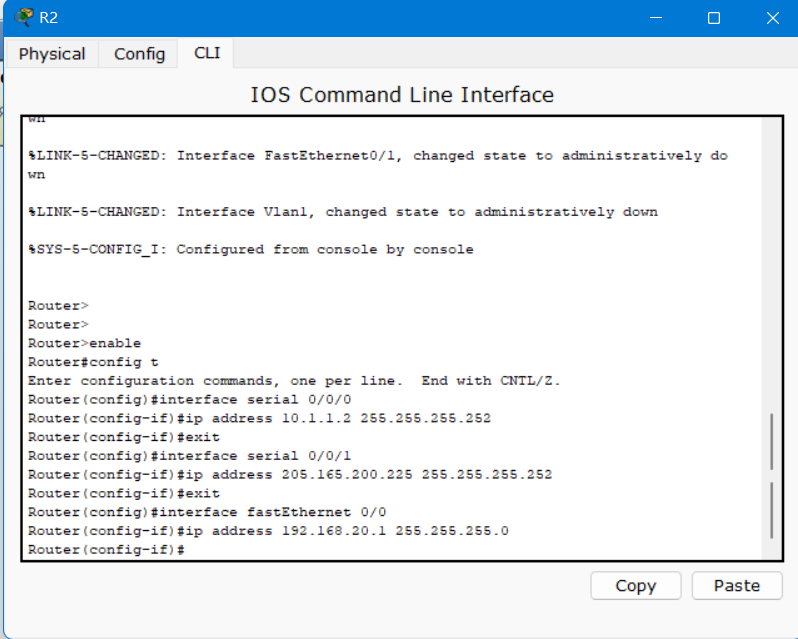 R2
Physical Config CLI
IOS Command Line Interface
wn
%LINK-5-CHANGED: Interface FastEthernet0/1, changed state to administratively do
wn
%LINK-5-CHANGED: Interface Vlan1, changed state to administratively down
%SYS-5-CONFIG_I: Configured from console by console
Router>
Router>
Router>enable
Router#config t
Enter configuration commands, one per line.  End with CNTL/Z.
Router(config)#interface serial 0/0/0
Router(config-if)#ip address 10.1.1.2 255.255.255.252
Router(config-if)#exit
Router(config)#interface serial 0/0/1
Router(config-if)#ip address 205.165.200.225 255.255.255.252
Router(config-if)#exit
Router(config)#interface fastEthernet 0/0
Router(config-if)#ip address 192.168.20.1 255.255.255.0
Router(config-if)#
Copy Paste